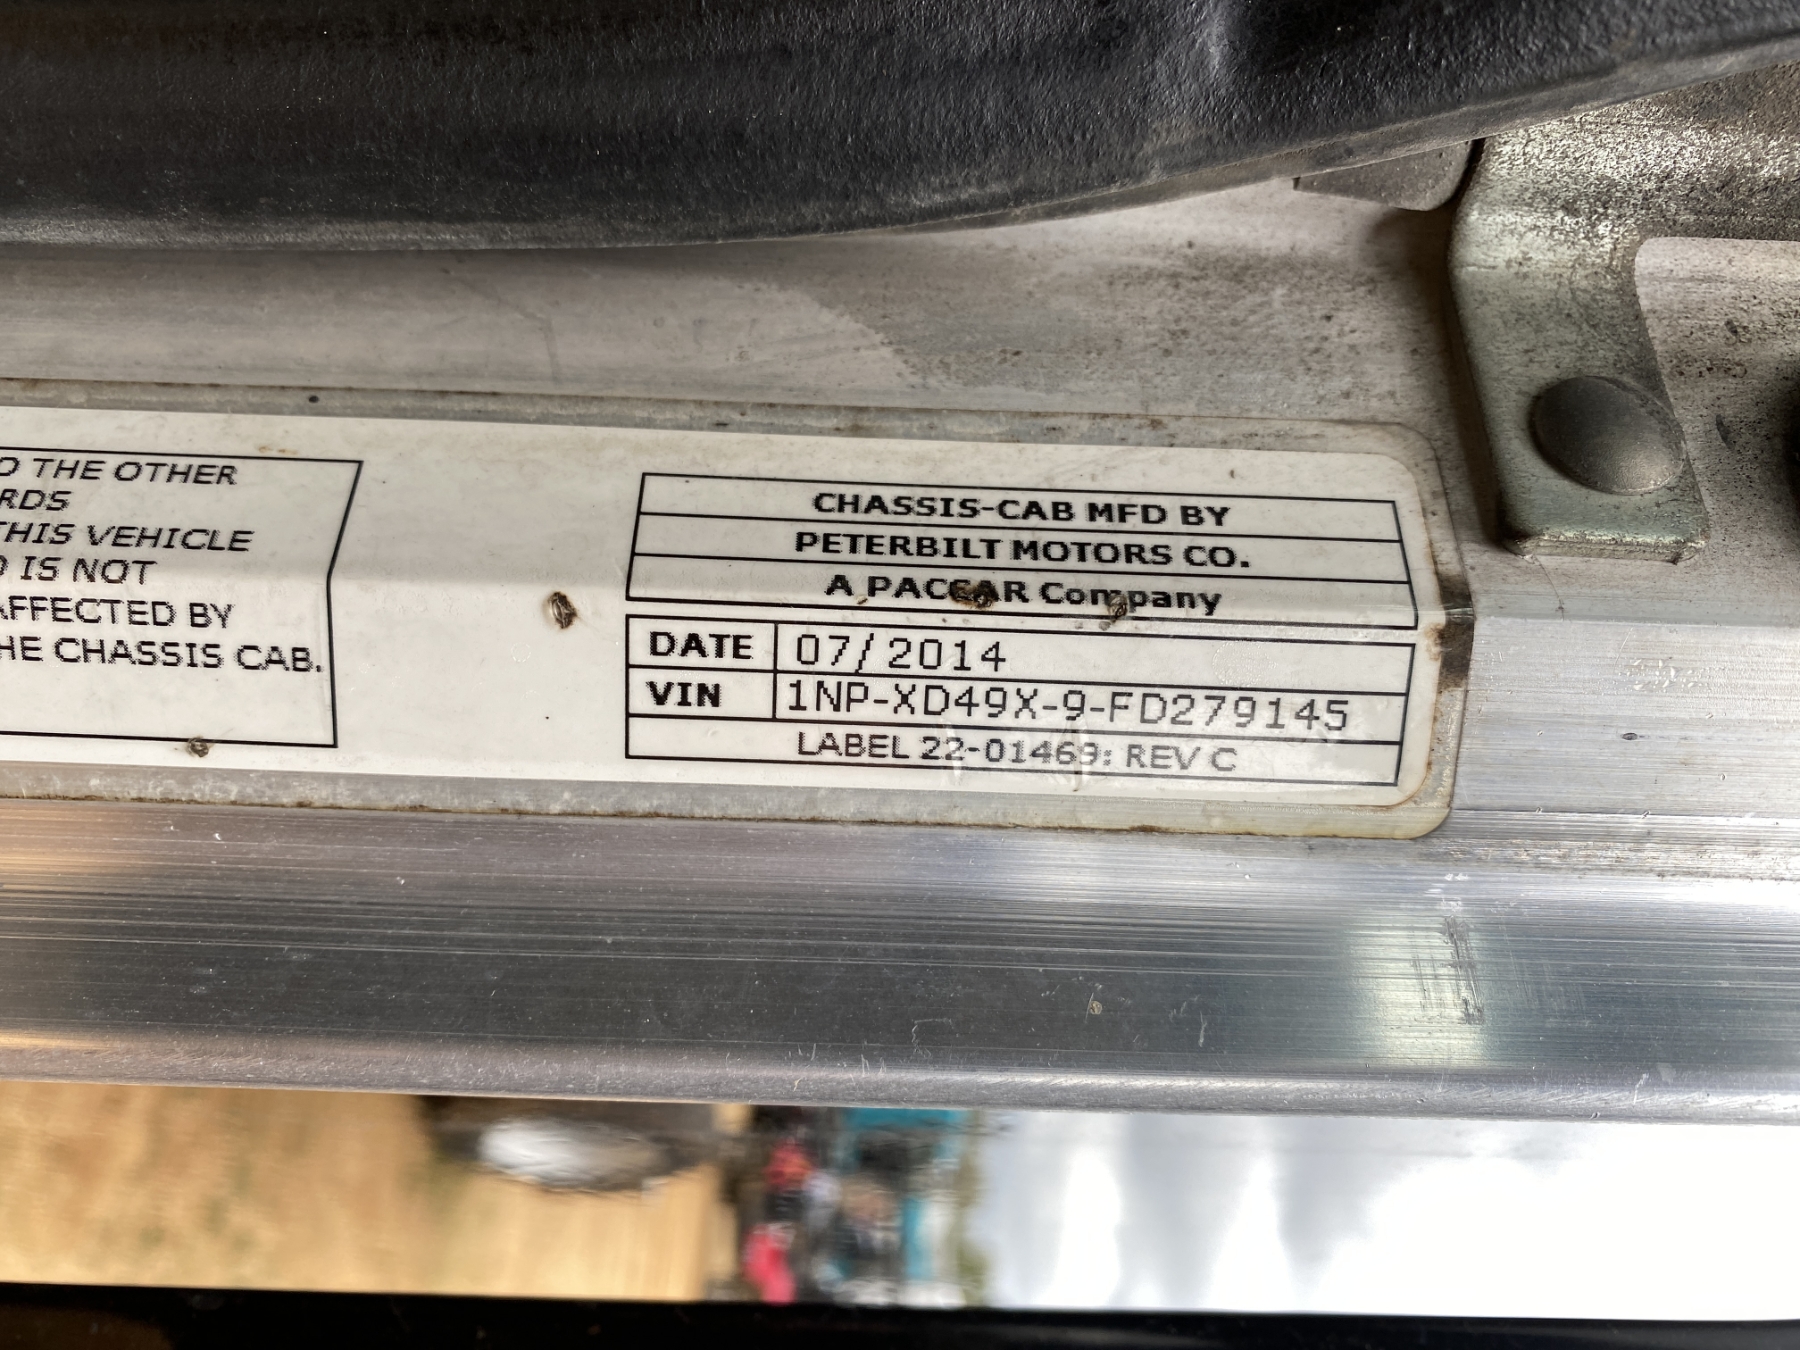 O THE OTHER
RDS
THIS VEHICLE
D IS NOT
AFFECTED BY
HE CHASSIS CAB.
CHASSIS-CAB MFD BY
PETERBILT MOTORS CO.
A PACCAR Company
DATE 07/2014
VIN 1NP-XD49X-9-FD279145
LABEL 22-01469: REV C